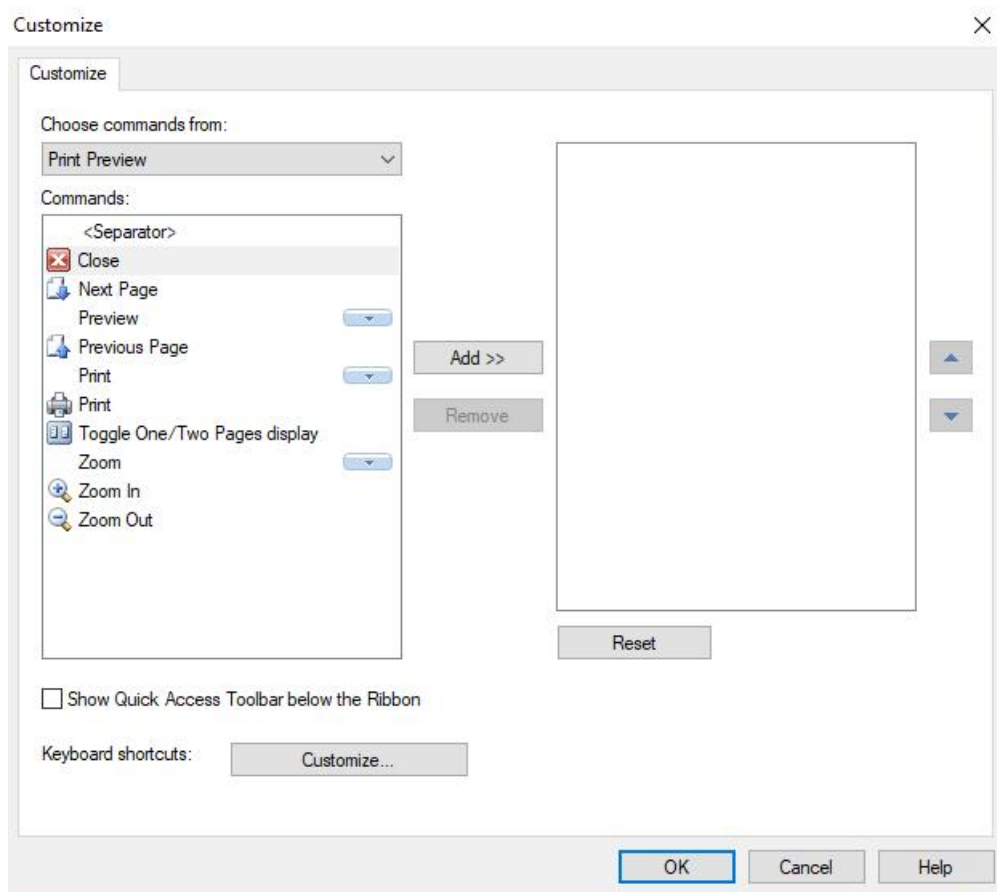 Customize
Customize
Choose commands from:
Print Preview
Commands:
<Separator>
Close
Next Page
Preview
Previous Page
Print
Print
Toggle One/Two Pages display
Zoom
Zoom In
Zoom Out
Add >>
Remove
Reset
Show Quick Access Toolbar below the Ribbon
Keyboard shortcuts:
Customize...
OK
Cancel
Help